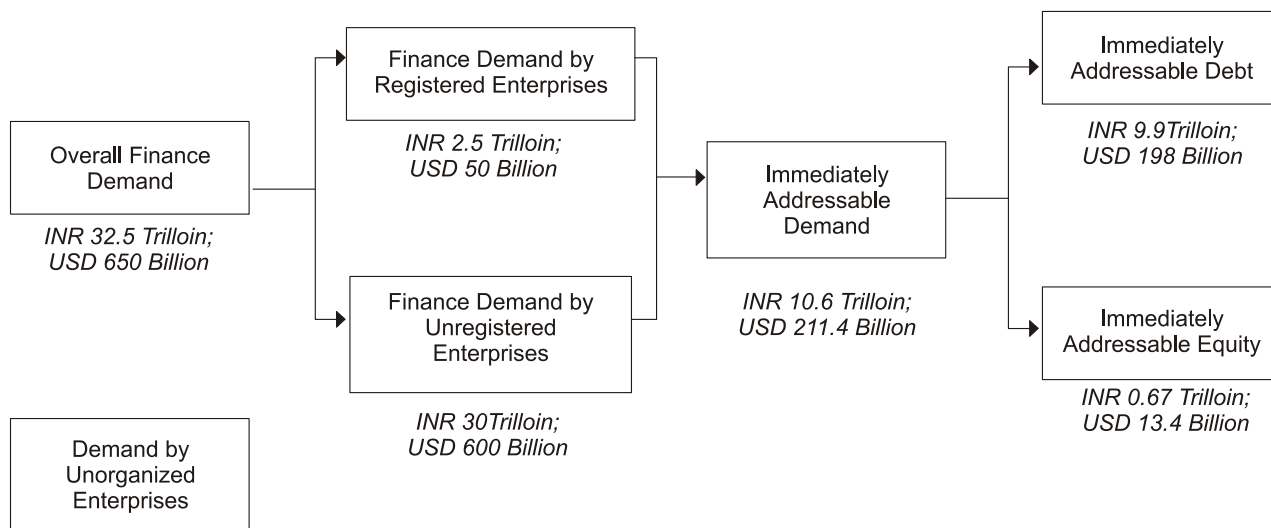 Overall Finance
Demand
INR 32.5 Trilloin;
USD 650 Billion
Demand by
Unorganized
Enterprises
Finance Demand by
Registered Enterprises
INR 2.5 Trilloin;
USD 50 Billion
Finance Demand by
Unregistered
Enterprises
INR 30Trilloin;
USD 600 Billion
Immediately
Addressable
Demand
INR 10.6 Trilloin;
USD 211.4 Billion
Immediately
Addressable Debt
INR 9.9Trilloin;
USD 198 Billion
Immediately
Addressable Equity
INR 0.67 Trilloin;
USD 13.4 Billion